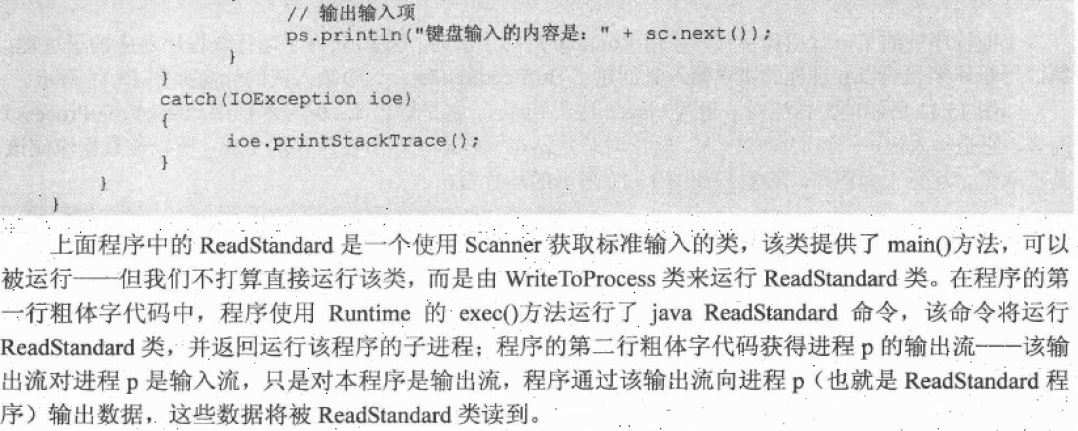 // 输出输入项
ps.println("键盘输入的内容是：" + sc.next());
}
}
catch(IOException ioe)
{
ioe.printStackTrace();
}
}
}
上面程序中的 ReadStandard 是一个使用 Scanner 获取标准输入的类，该类提供了 main()方法，可以
被运行——但我们不打算直接运行该类，而是由 WriteToProcess 类来运行 ReadStandard 类。在程序的第
一行粗体字代码中，程序使用 Runtime 的 exec()方法运行了 java ReadStandard 命令，该命令将运行
ReadStandard 类，并返回运行该程序的子进程；程序的第二行粗体字代码获得进程 p 的输出流——该输
出流对进程 p 是输入流，只是对本程序是输出流，程序通过该输出流向进程 p（也就是 ReadStandard 程
序）输出数据，这些数据将被 ReadStandard 类读到。